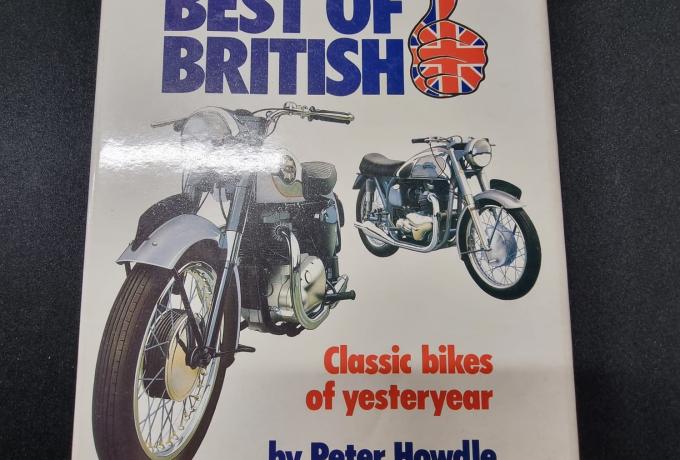 BEST OF
BRITISH
Classic bikes
of yesteryear
by Peter Howdle